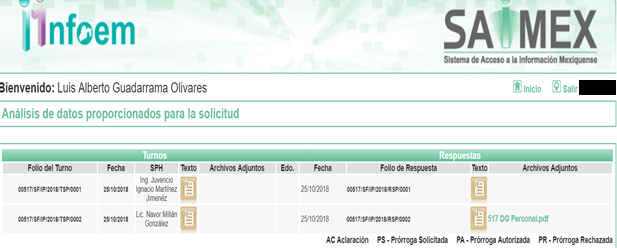 infoem
SAIMEX
Sistema de Acceso a la Información Mexiquense
Bienvenido: Luis Alberto Guadarrama Olivares
Inicio Salir
Análisis de datos proporcionados para la solicitud
Turnos Respuestas
Folio del Turno Fecha SPH Texto Archivos Adjuntos Edo. Fecha Folio de Respuesta Texto Archivos Adjuntos
00517/SF/IP/2018/TSP/0001 25/10/2018 Ing. Juvencio Ignacio Martínez Jimenéz 25/10/2018 00517/SF/IP/2018/RSP/0001
00517/SF/IP/2018/TSP/0002 25/10/2018 Lic. Navor Millán González 25/10/2018 00517/SF/IP/2018/RSP/0002 517 DG Personal.pdf
AC Aclaración PS - Prórroga Solicitada PA - Prórroga Autorizada PR - Prórroga Rechazada